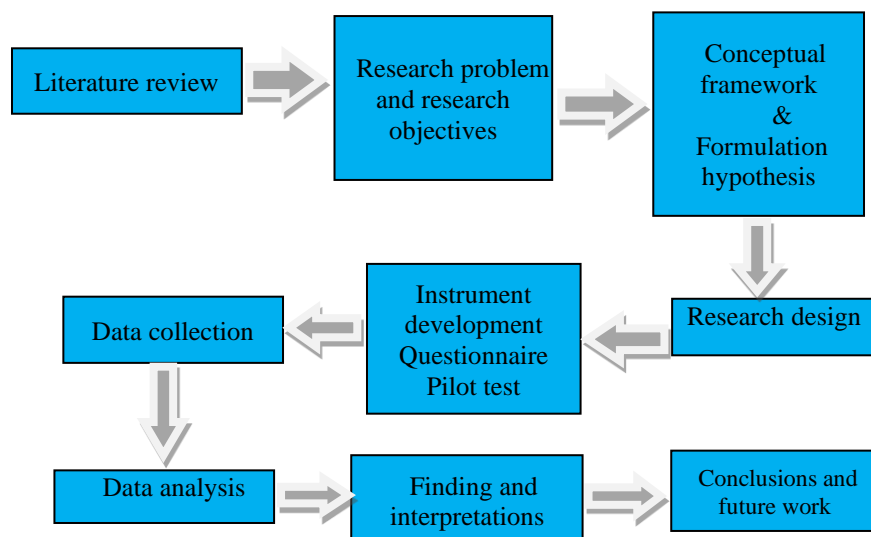 Literature review
Research problem
and research
objectives
Conceptual
framework
&
Formulation
hypothesis
Research design
Instrument
development
Questionnaire
Pilot test
Data collection
Data analysis
Finding and
interpretations
Conclusions and
future work